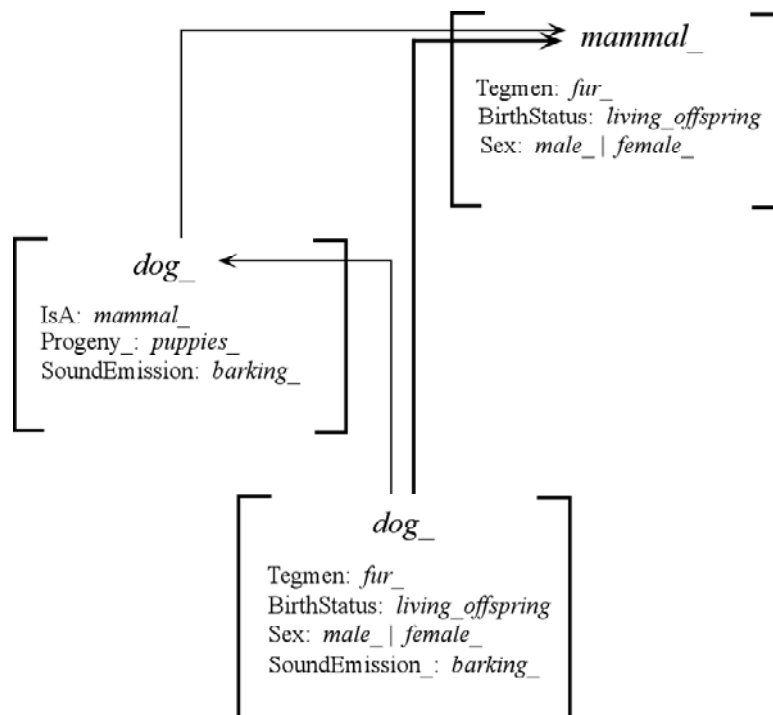 mammal_
Tegmen: fur_
BirthStatus: living_offspring
Sex: male_ | female_
dog_
IsA: mammal_
Progeny_: puppies_
SoundEmission: barking_
dog_
Tegmen: fur_
BirthStatus: living_offspring
Sex: male_ | female_
SoundEmission_: barking_